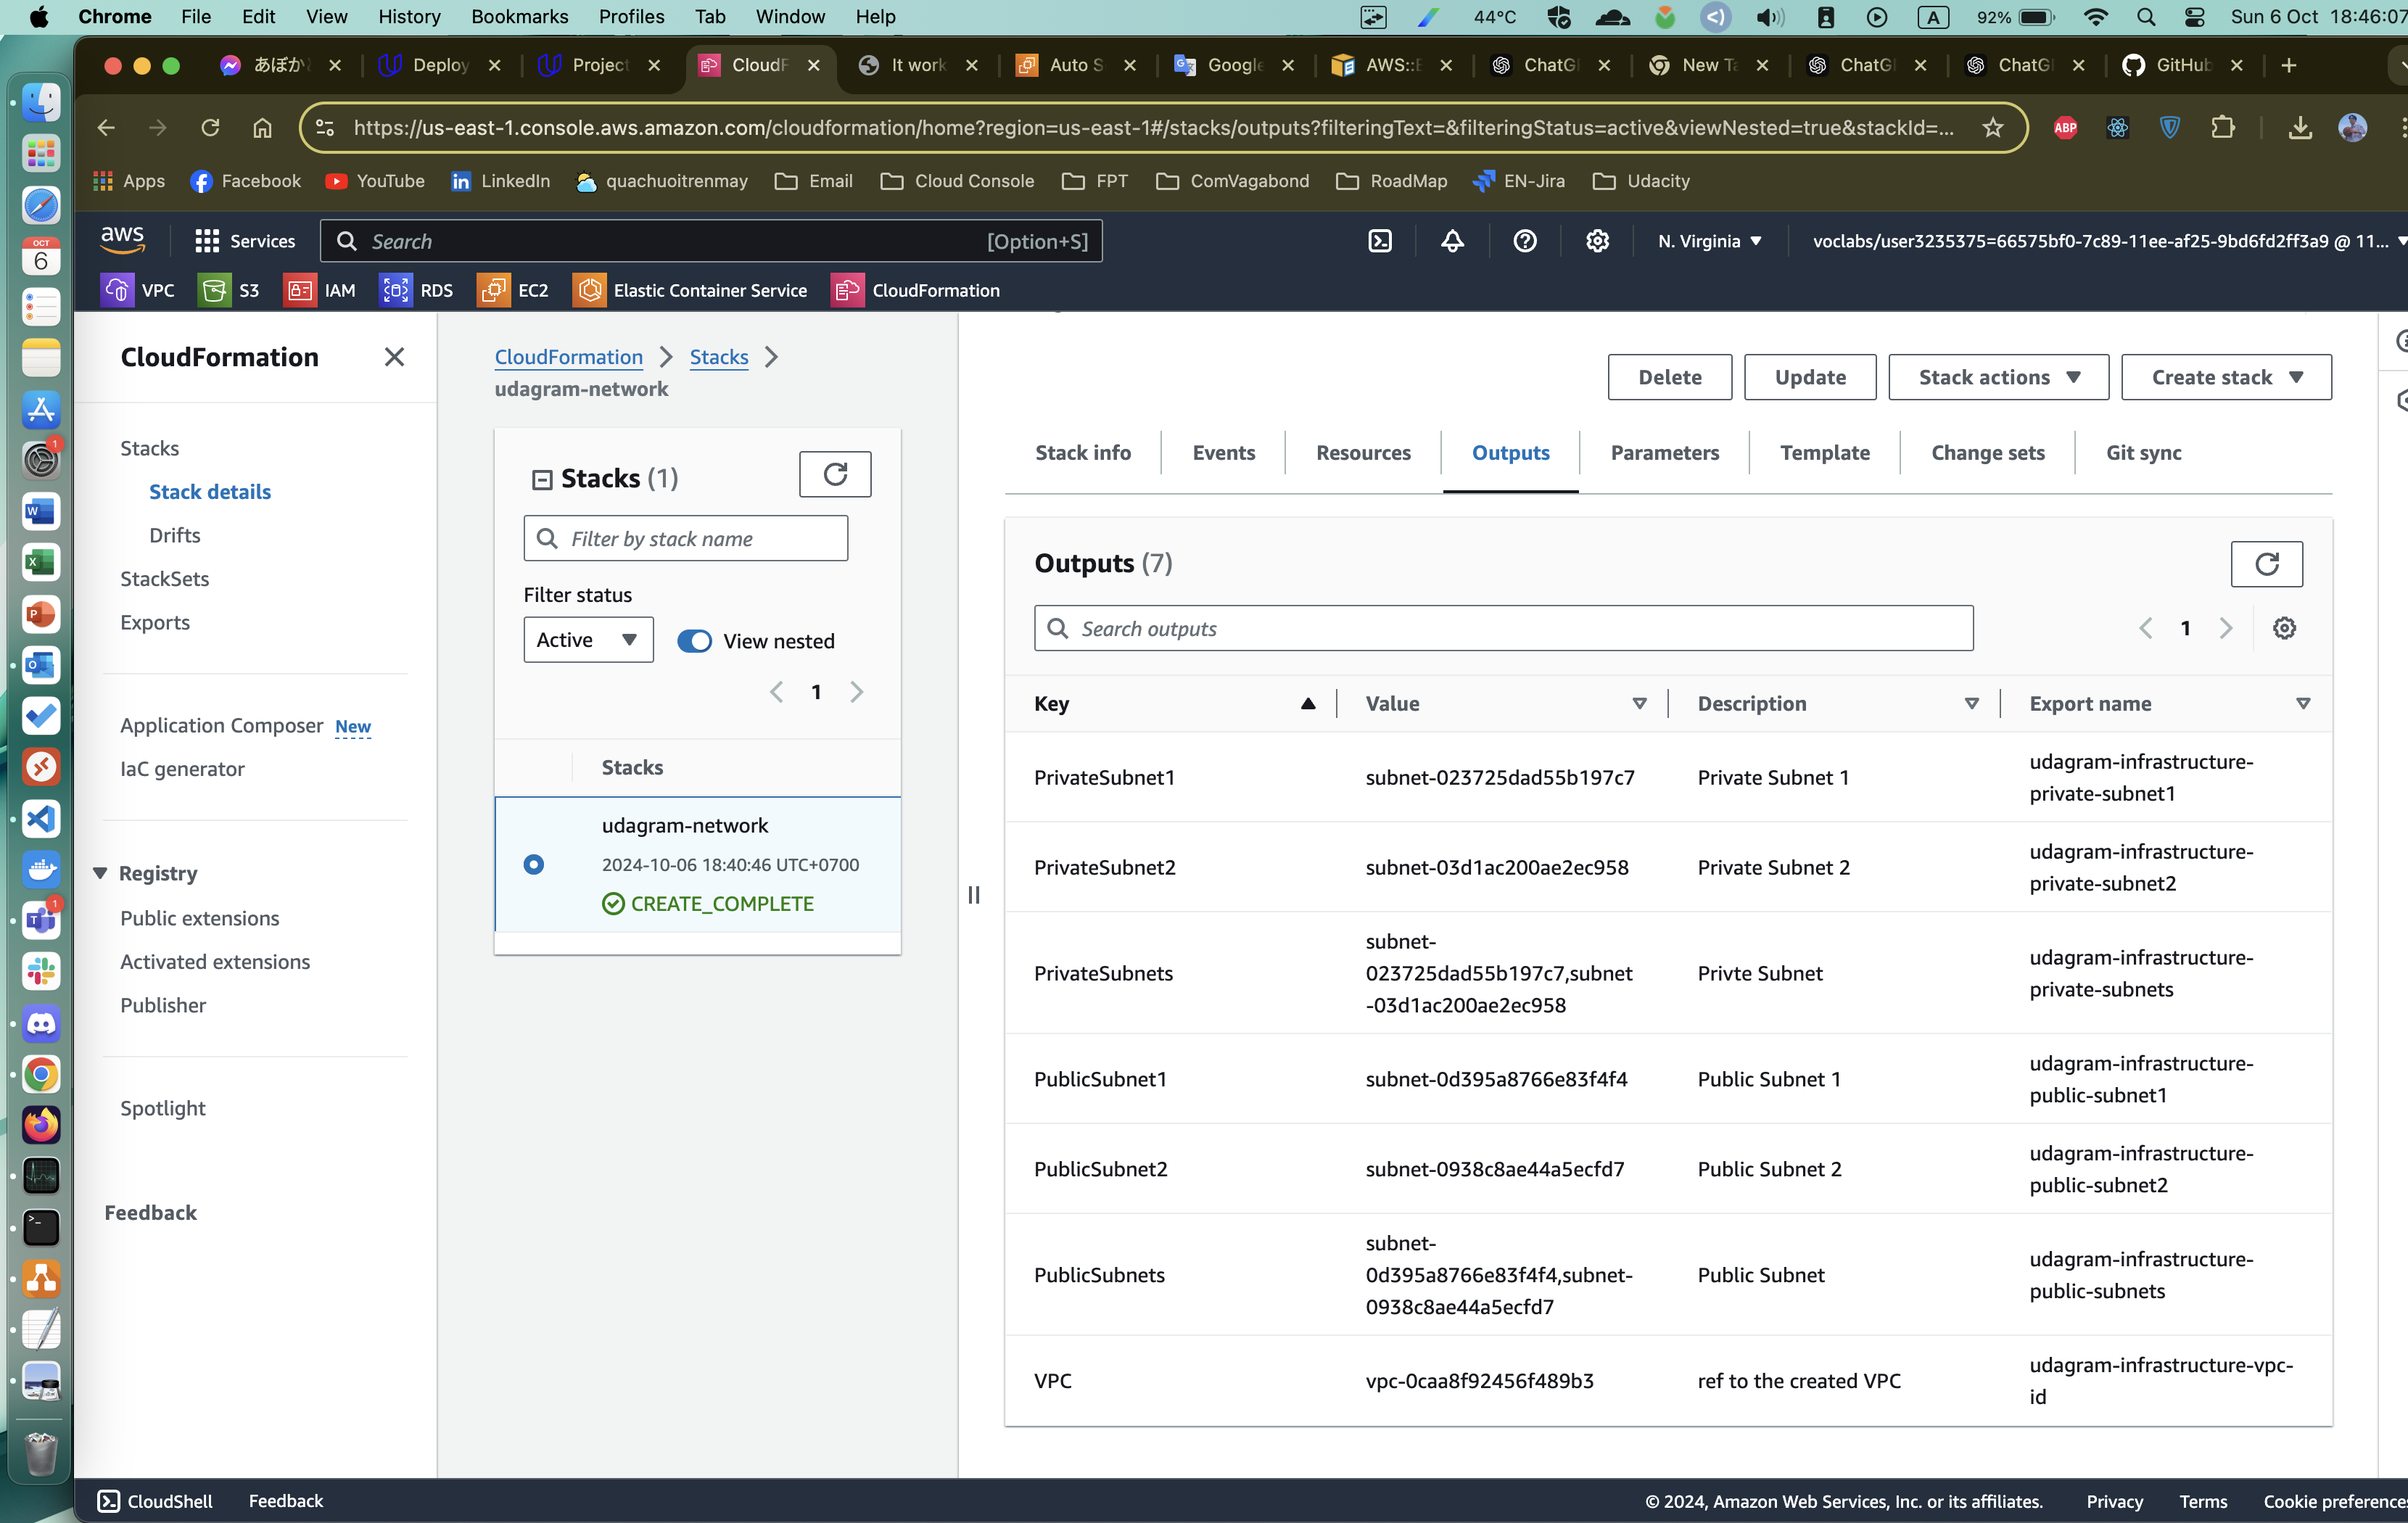 Chrome File Edit View History Bookmarks Profiles Tab Window Help 44°C A 92% Sun 6 Oct 18:46:07
Deploy Project CloudF It work Auto S Google AWS::E ChatG New Ta ChatG ChatG GitHub
https://us-east-1.console.aws.amazon.com/cloudformation/home?region=us-east-1#/stacks/outputs?filteringText=&filteringStatus=active&viewNested=true&stackId=... ABP
Apps Facebook YouTube LinkedIn quachuoitrenmay Email Cloud Console FPT ComVagabond RoadMap EN-Jira Udacity
aws Services Search [Option+S] N. Virginia voclabs/user3235375=66575bf0-7c89-11ee-af25-9bd6fd2ff3a9 @ 11...
VPC S3 IAM RDS EC2 Elastic Container Service CloudFormation
OCT
6
CloudFormation
Stacks
Stack details
Drifts
StackSets
Exports
Application Composer New
IaC generator
Registry
Public extensions
Activated extensions
Publisher
Spotlight
Feedback
CloudFormation Stacks
udagram-network
Stacks (1)
Filter by stack name
Filter status
Active View nested
1
Stacks
udagram-network
2024-10-06 18:40:46 UTC+0700
CREATE_COMPLETE
Delete Update Stack actions Create stack
Stack info Events Resources Outputs Parameters Template Change sets Git sync
Outputs (7)
Search outputs 1
Key Value Description Export name
PrivateSubnet1 subnet-023725dad55b197c7 Private Subnet 1 udagram-infrastructure-
private-subnet1
PrivateSubnet2 subnet-03d1ac200ae2ec958 Private Subnet 2 udagram-infrastructure-
private-subnet2
PrivateSubnets subnet-
023725dad55b197c7,subnet
-03d1ac200ae2ec958 Privte Subnet udagram-infrastructure-
private-subnets
PublicSubnet1 subnet-0d395a8766e83f4f4 Public Subnet 1 udagram-infrastructure-
public-subnet1
PublicSubnet2 subnet-0938c8ae44a5ecfd7 Public Subnet 2 udagram-infrastructure-
public-subnet2
PublicSubnets subnet-
0d395a8766e83f4f4,subnet-
0938c8ae44a5ecfd7 Public Subnet udagram-infrastructure-
public-subnets
VPC vpc-0caa8f92456f489b3 ref to the created VPC udagram-infrastructure-vpc-
id
CloudShell Feedback © 2024, Amazon Web Services, Inc. or its affiliates. Privacy Terms Cookie preferences